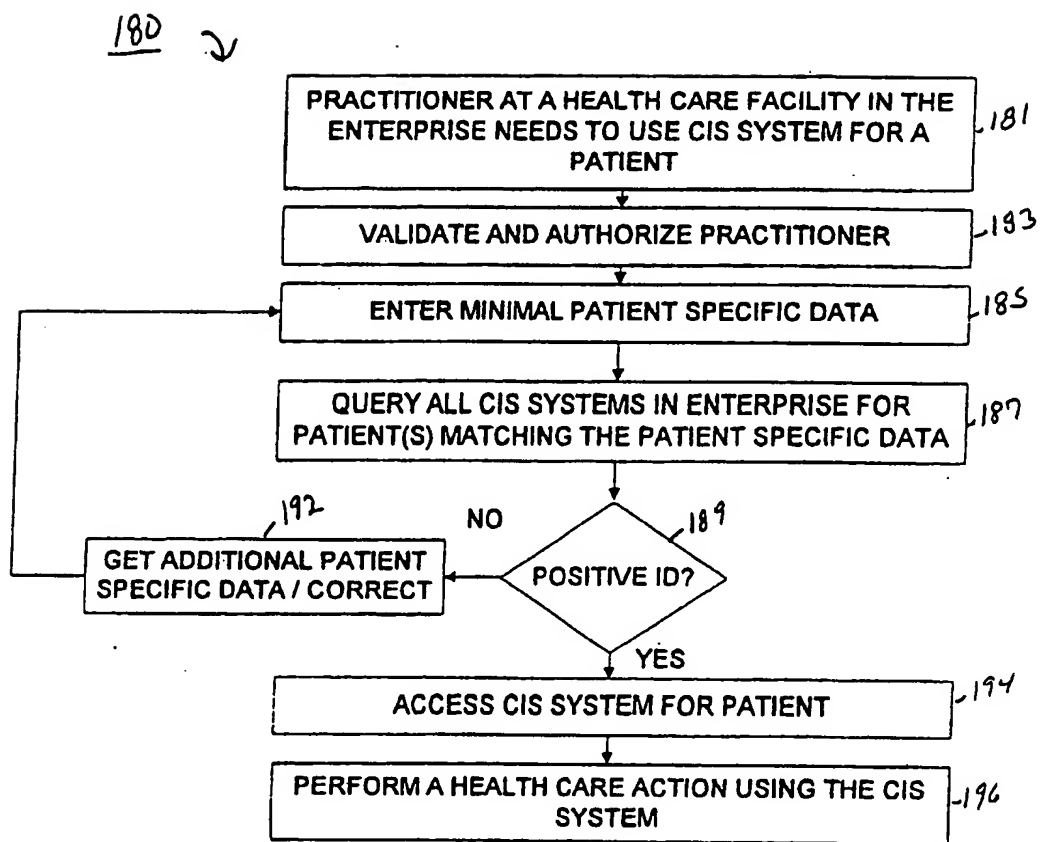 180
PRACTITIONER AT A HEALTH CARE FACILITY IN THE
ENTERPRISE NEEDS TO USE CIS SYSTEM FOR A
PATIENT
181
VALIDATE AND AUTHORIZE PRACTITIONER
183
ENTER MINIMAL PATIENT SPECIFIC DATA
185
QUERY ALL CIS SYSTEMS IN ENTERPRISE FOR
PATIENT(S) MATCHING THE PATIENT SPECIFIC DATA
187
192
NO
189
GET ADDITIONAL PATIENT
SPECIFIC DATA / CORRECT
POSITIVE ID?
YES
ACCESS CIS SYSTEM FOR PATIENT
194
PERFORM A HEALTH CARE ACTION USING THE CIS
SYSTEM
196